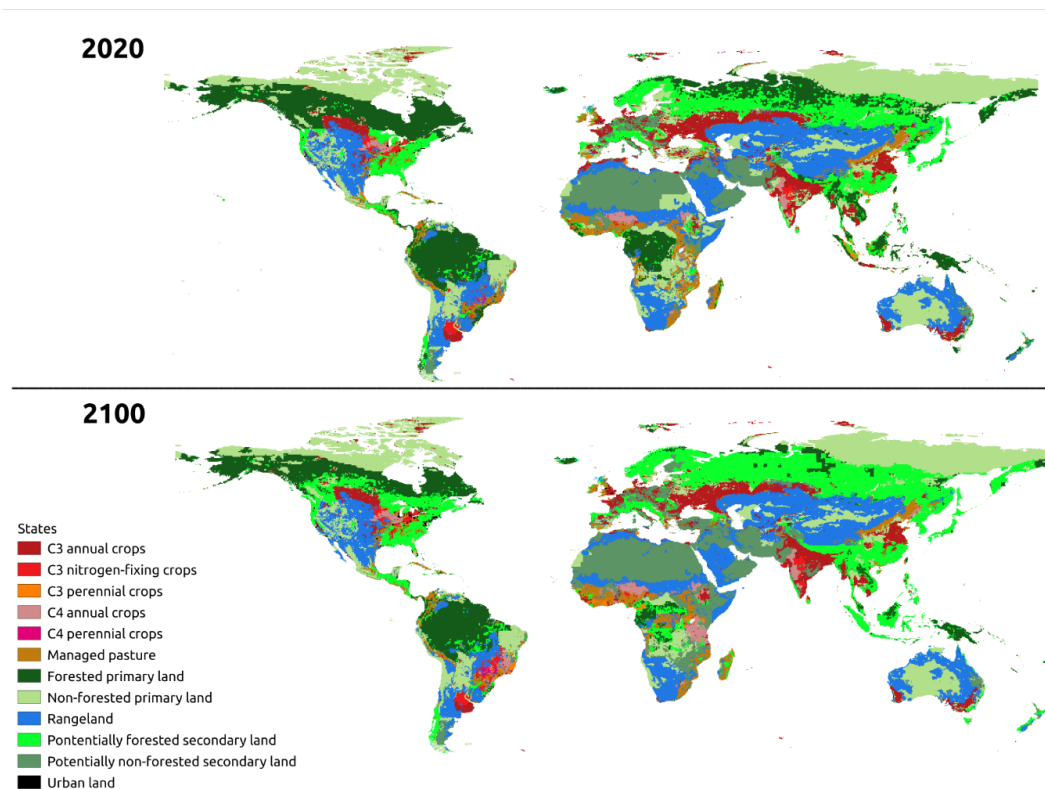 2020
2100
States
C3 annual crops
C3 nitrogen-fixing crops
C3 perennial crops
C4 annual crops
C4 perennial crops
Managed pasture
Forested primary land
Non-forested primary land
Rangeland
Pontentially forested secondary land
Potentially non-forested secondary land
Urban land